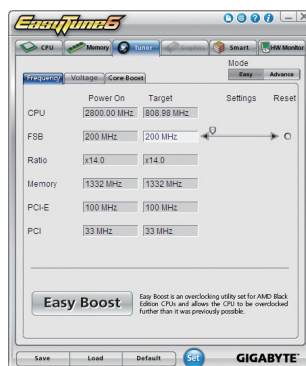 EasyTune6
CPU Memory Tuner Graphics Smart HW Monitor
Mode
Easy Advance
Frequency Voltage Core Boost
Power On Target Settings Reset
CPU 2800.00 MHz 808.98 MHz
FSB 200 MHz 200 MHz
Ratio x14.0 x14.0
Memory 1332 MHz 1332 MHz
PCI-E 100 MHz 100 MHz
PCI 33 MHz 33 MHz
Easy Boost
Easy Boost is an overclocking utility set for AMD Black
Edition CPUs and allows the CPU to be overclocked
further than it was previously possible.
Save Load Default Set GIGABYTE